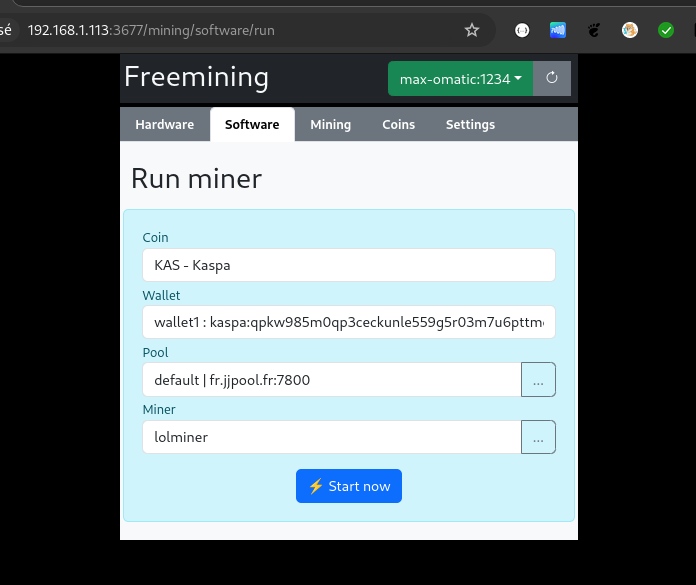 sé 192.168.1.113:3677/mining/software/run
Freemining
max-omatic:1234
Hardware Software Mining Coins Settings
Run miner
Coin
KAS - Kaspa
Wallet
wallet1 : kaspa:qpkw985m0qp3ceckunle559g5r03m7u6pttm
Pool
default | fr.jjpool.fr:7800
...
Miner
lolminer
...
⚡ Start now